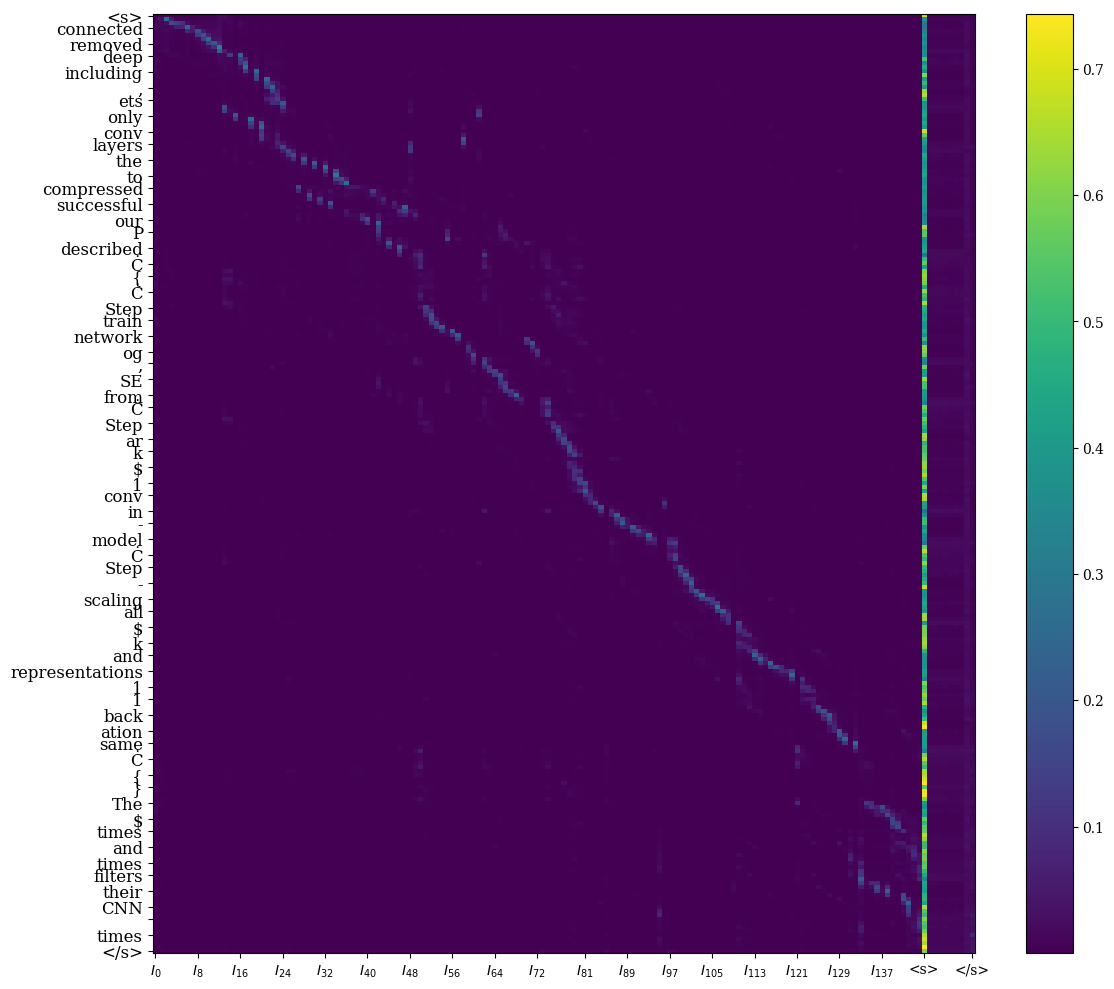 <s>
connected
removed
deep
including
,
ets
only
conv
layers
the
to
compressed
successful
our
P
described
C
{
C
Step
train
network
og
,
SE
from
C
Step
ar
k
$
1
conv
in
-
model
C
Step
-
scaling
all
$
k
and
representations
1
1
back
ation
same
C
{
}
The
$
times
and
times
filters
their
CNN
times
</s>
I0 I8 I16 I24 I32 I40 I48 I56 I64 I72 I81 I89 I97 I105 I113 I121 I129 I137 <s> </s>
0.7
0.6
0.5
0.4
0.3
0.2
0.1